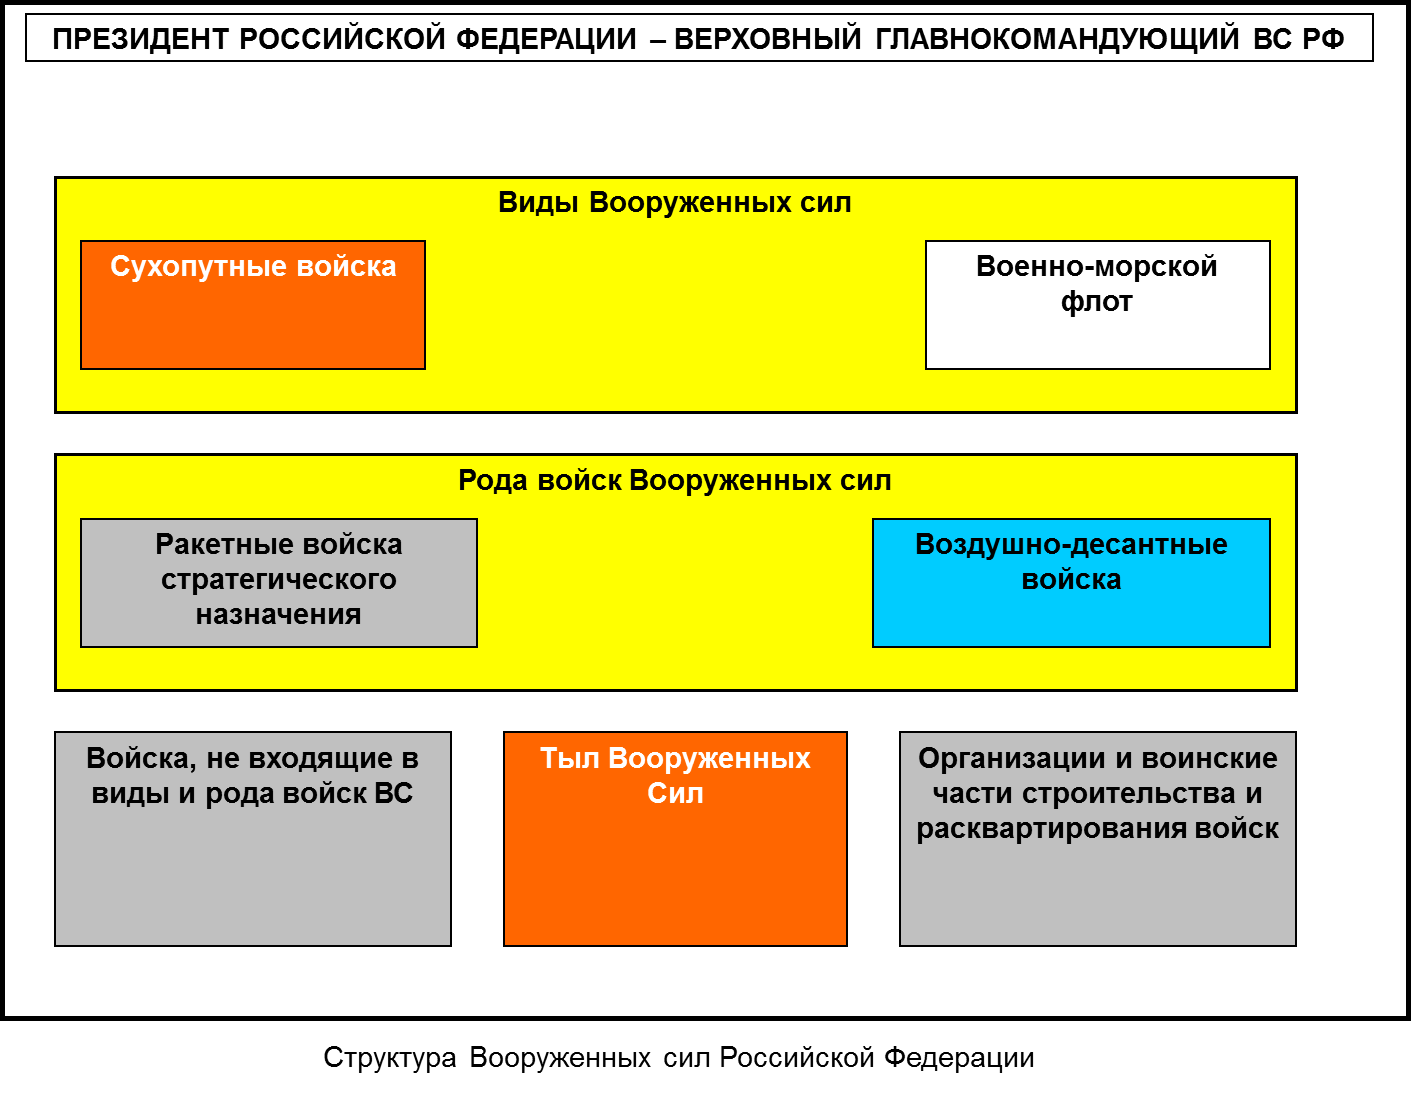 ПРЕЗИДЕНТ РОССИЙСКОЙ ФЕДЕРАЦИИ – ВЕРХОВНЫЙ ГЛАВНОКОМАНДУЮЩИЙ ВС РФ
Виды Вооруженных сил
Сухопутные войска
Военно-морской
флот
Рода войск Вооруженных сил
Ракетные войска
стратегического
назначения
Воздушно-десантные
войска
Войска, не входящие в
виды и рода войск ВС
Тыл Вооруженных
Сил
Организации и воинские
части строительства и
расквартирования войск
Структура Вооруженных сил Российской Федерации